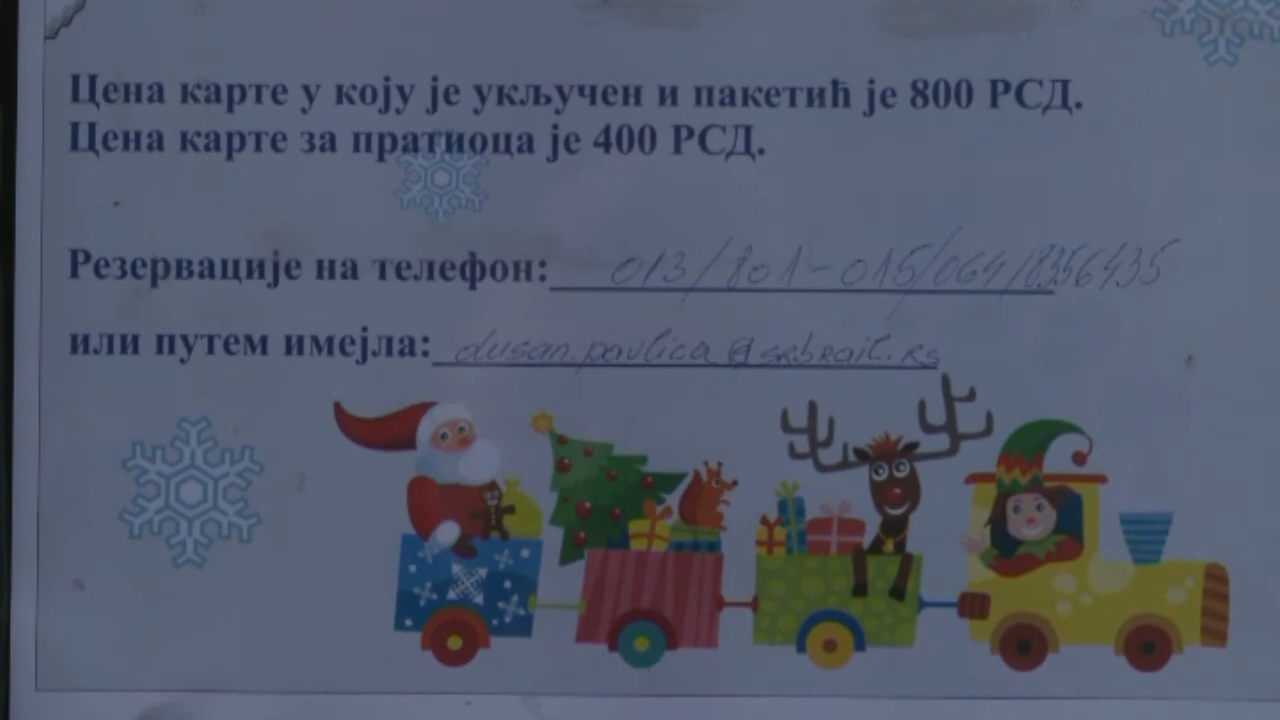 Цена карте у коју је укључен и пакетић је 800 РСД.
Цена карте за пратиоца је 400 РСД.
Резервације на телефон: 013/801-015/064/8356435
или путем имејла: dusan.pavlica@srbrail.rs